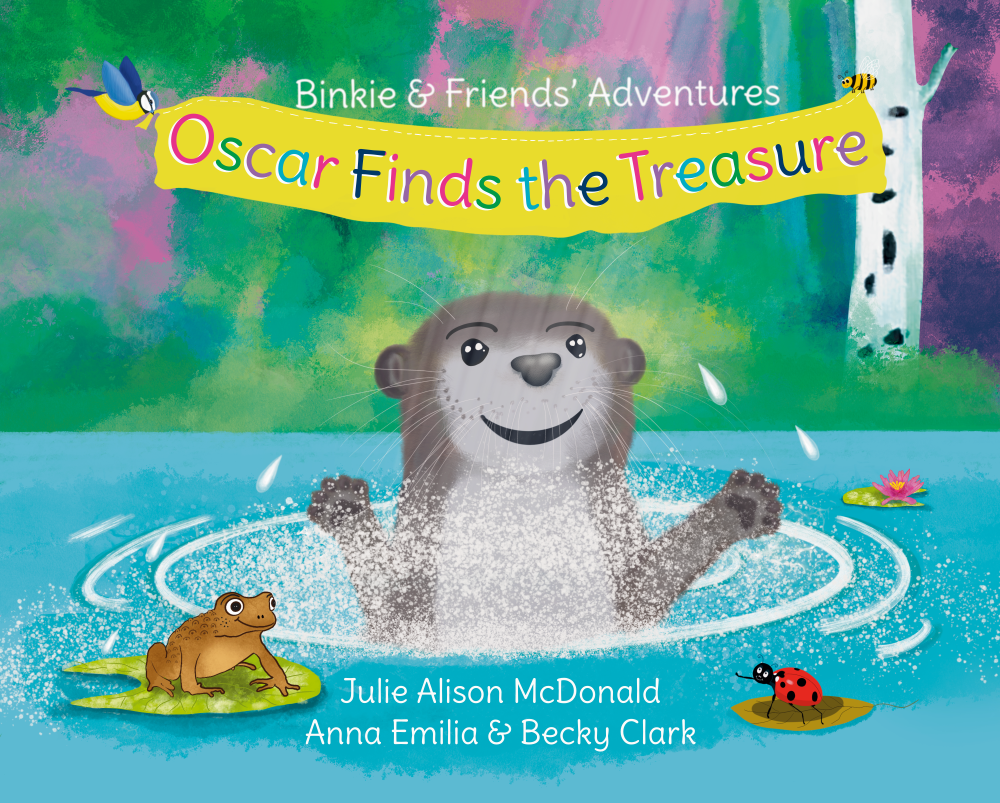 Binkie & Friends' Adventures
Oscar Finds the Treasure
Julie Alison McDonald
Anna Emilia & Becky Clark